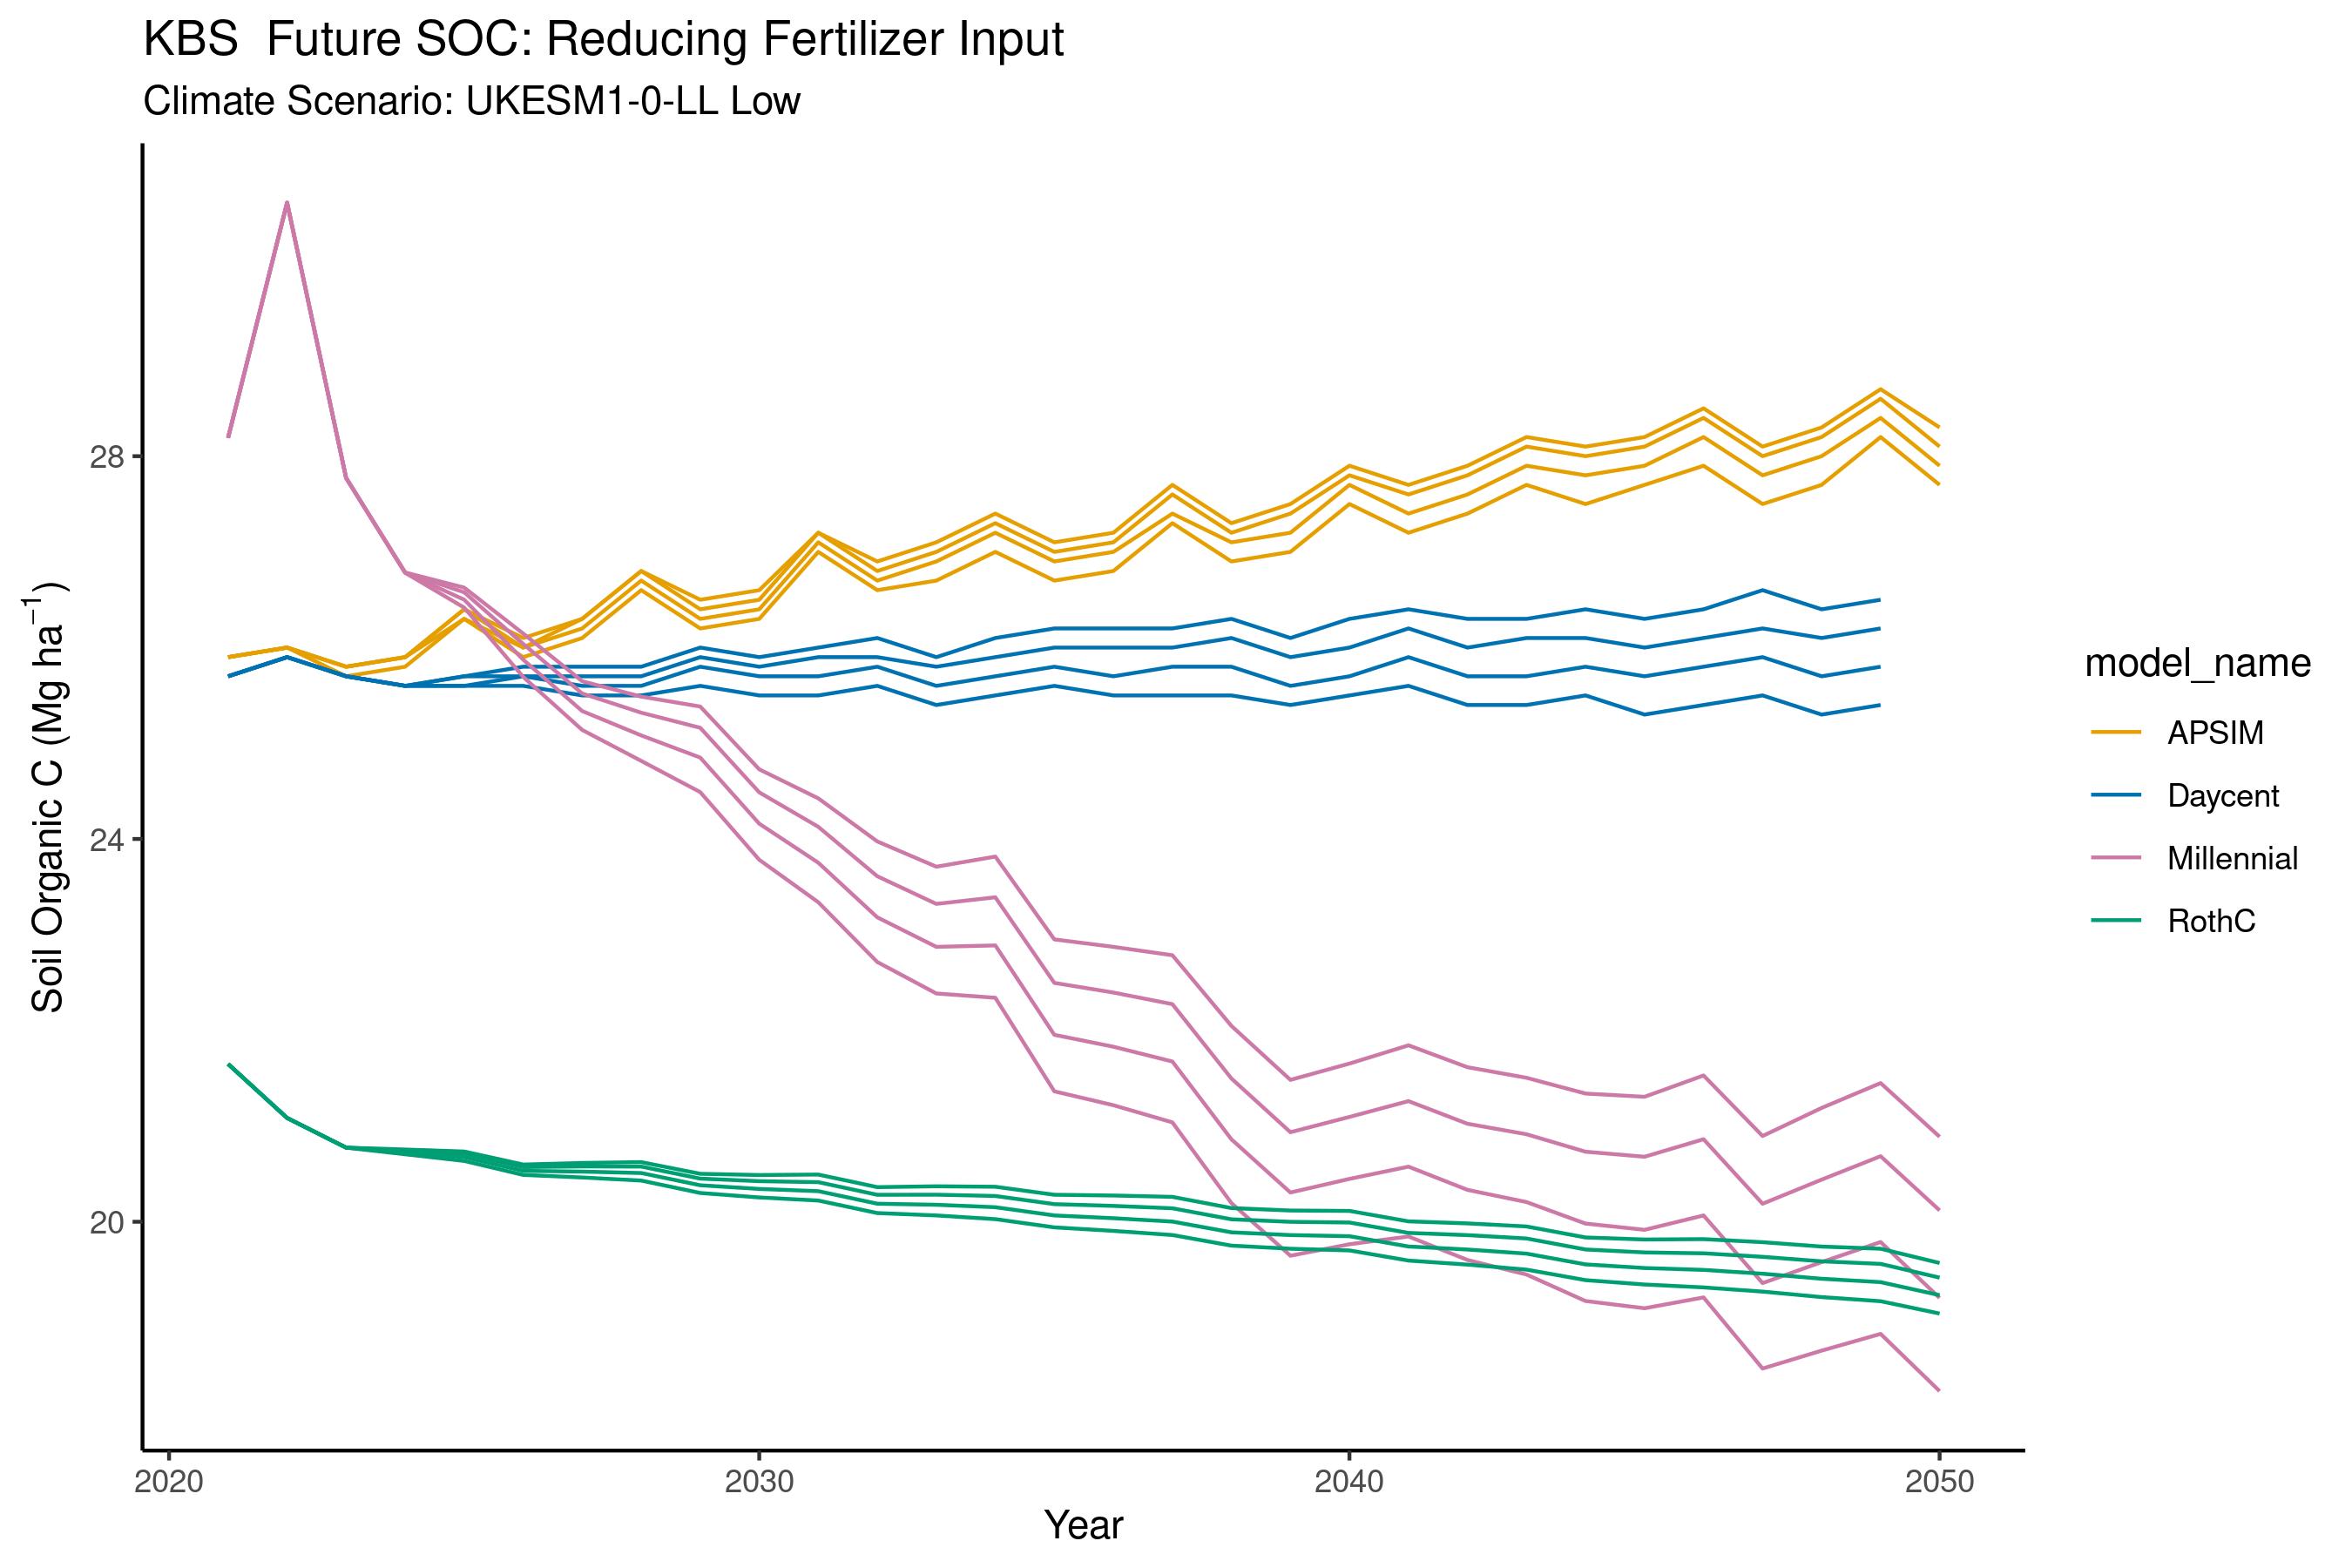 KBS  Future SOC: Reducing Fertilizer Input
Climate Scenario: UKESM1-0-LL Low
Soil Organic C (Mg ha⁻¹)
28
24
20
2020
2030
2040
2050
Year
model_name
APSIM
Daycent
Millennial
RothC